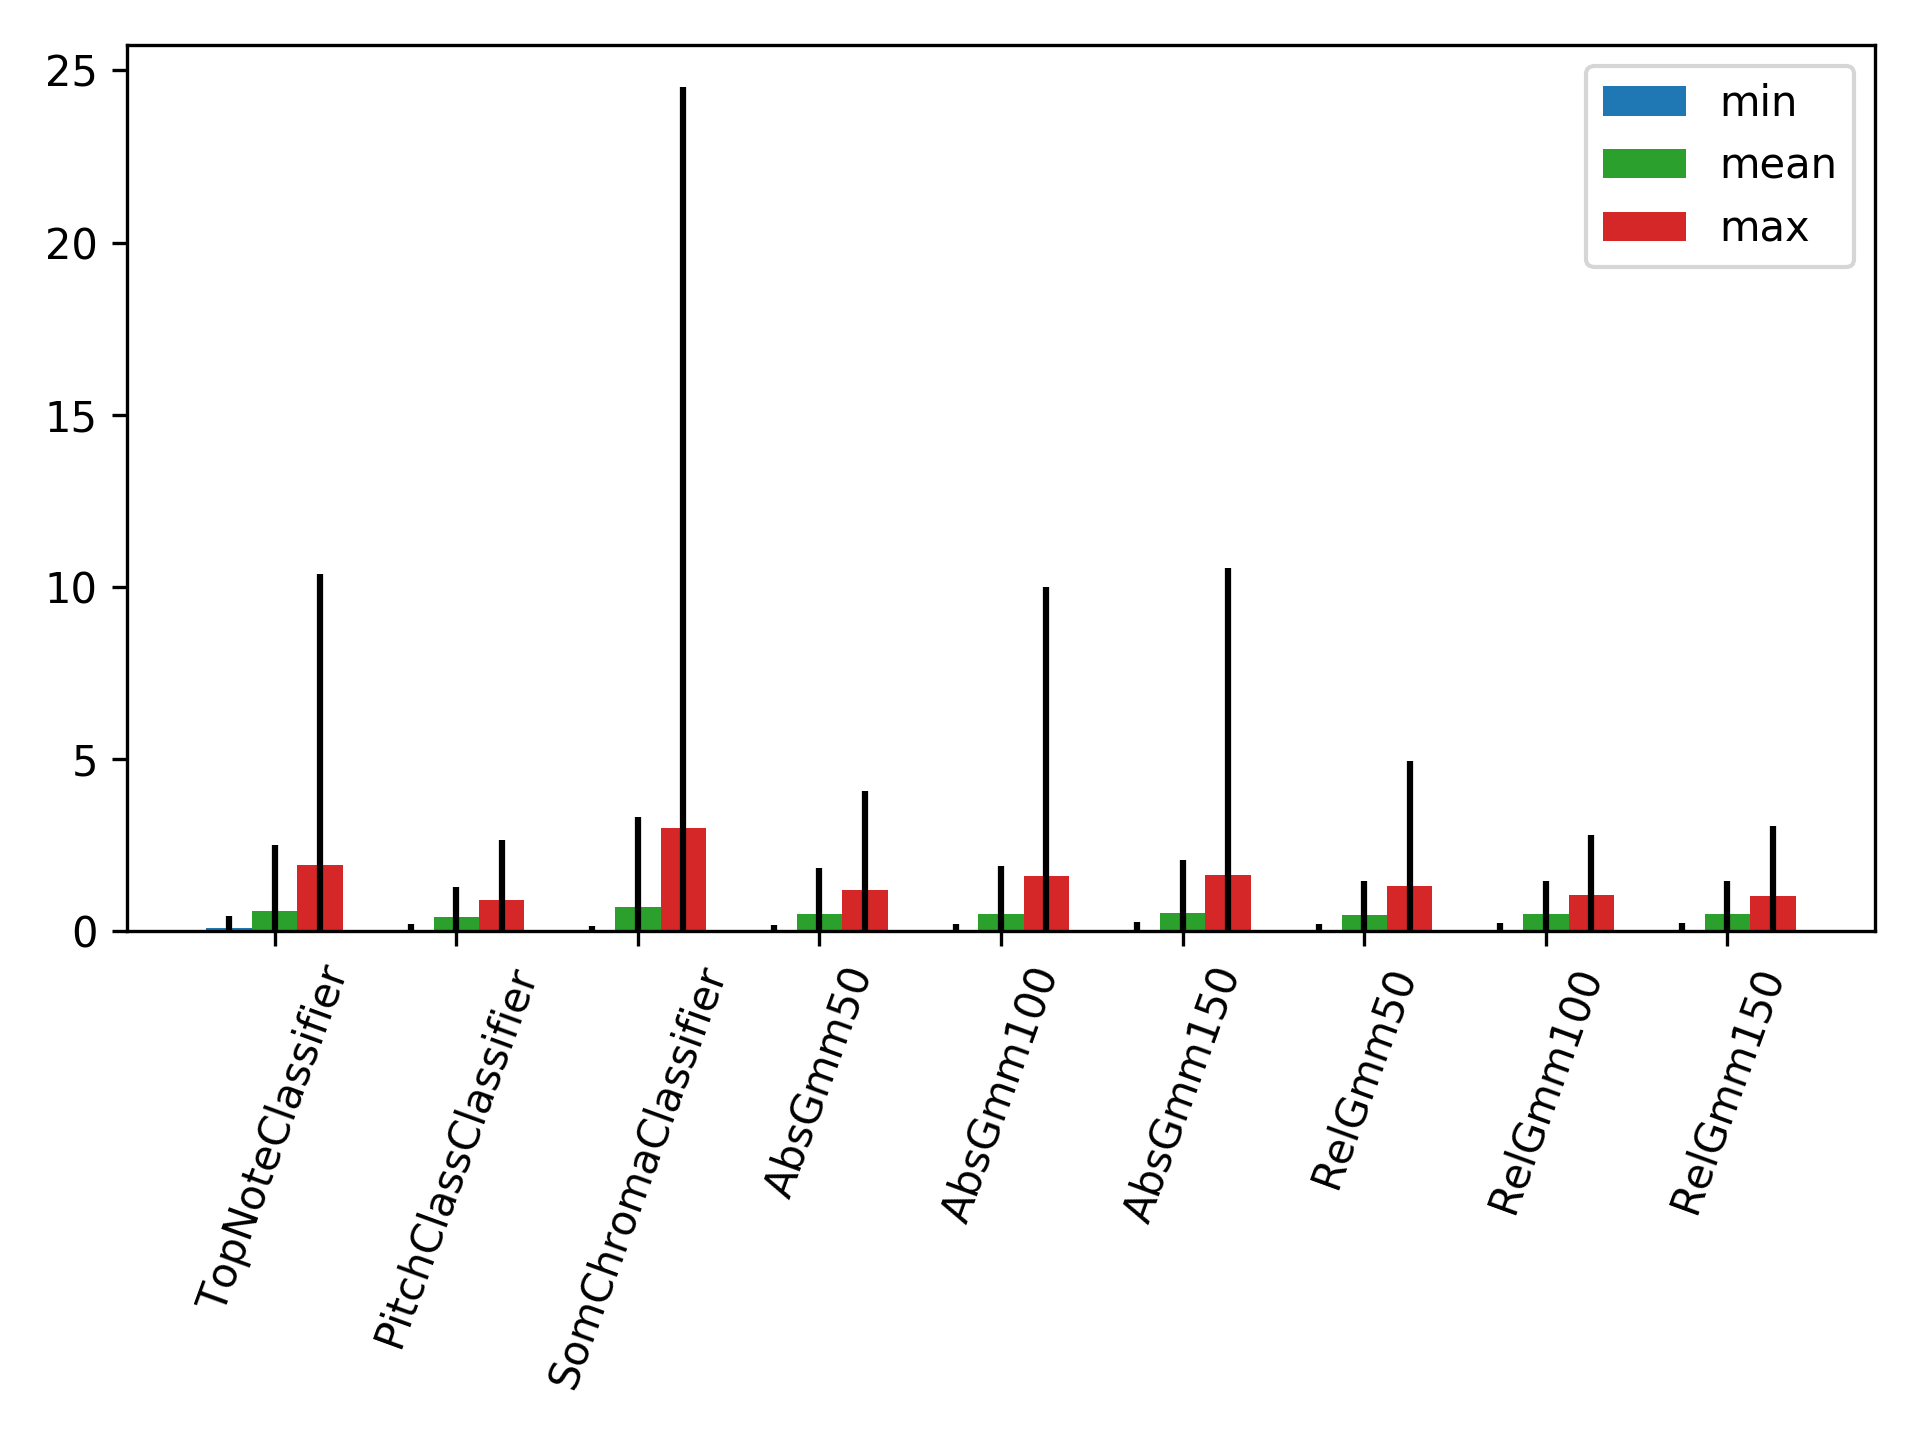 25
20
15
10
5
0
min
mean
max
TopNoteClassifier
PitchClassClassifier
SomChromaClassifier
AbsGmm50
AbsGmm100
AbsGmm150
RelGmm50
RelGmm100
RelGmm150